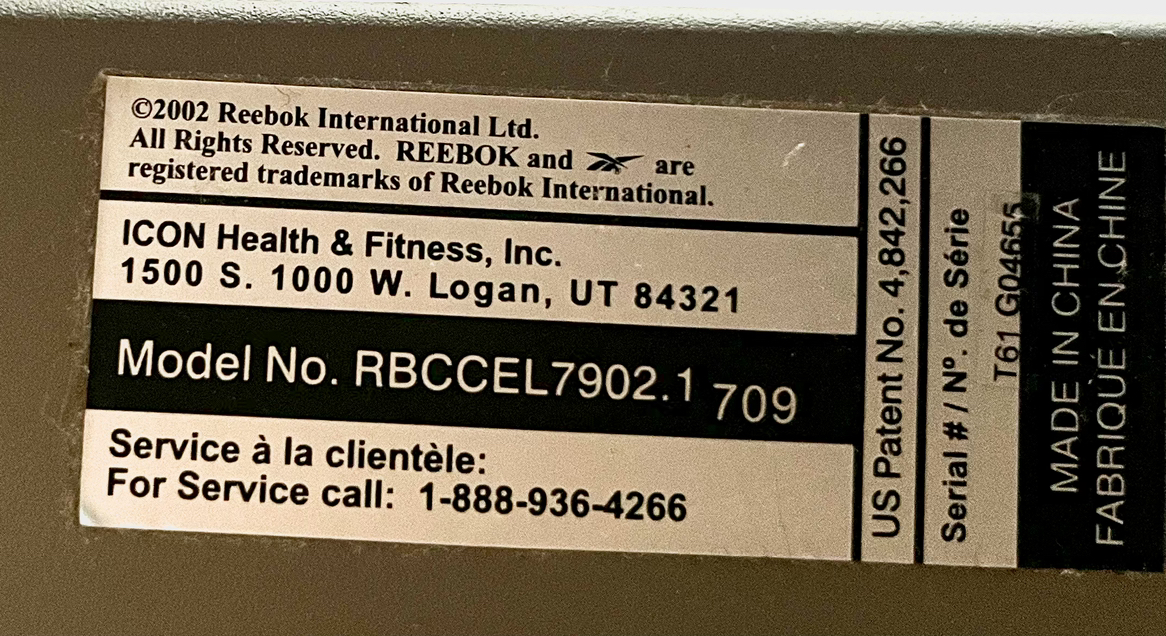 ©2002 Reebok International Ltd.
All Rights Reserved. REEBOK and are
registered trademarks of Reebok International.
ICON Health & Fitness, Inc.
1500 S. 1000 W. Logan, UT 84321
Model No. RBCCEL7902.1 709
Service à la clientèle:
For Service call: 1-888-936-4266
US Patent No. 4,842,266
Serial # / Nº. de Série
T61 G04655
MADE IN CHINA
FABRIQUÉ EN CHINE